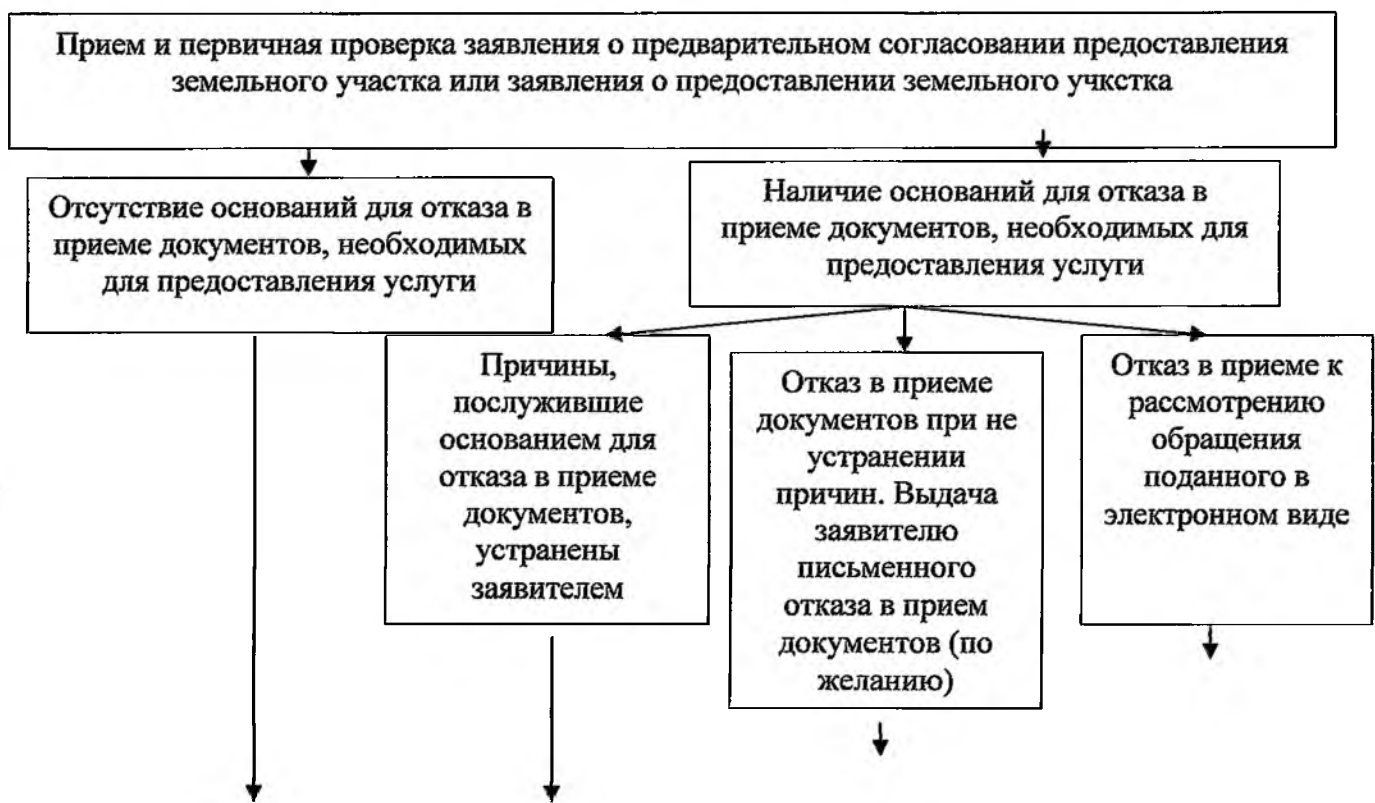 Прием и первичная проверка заявления о предварительном согласовании предоставления
земельного участка или заявления о предоставлении земельного учкстка
Отсутствие оснований для отказа в
приеме документов, необходимых
для предоставления услуги
Наличие оснований для отказа в
приеме документов, необходимых для
предоставления услуги
Причины,
послужившие
основанием для
отказа в приеме
документов,
устранены
заявителем
Отказ в приеме
документов при не
устранении
причин. Выдача
заявителю
письменного
отказа в прием
документов (по
желанию)
Отказ в приеме к
рассмотрению
обращения
поданного в
электронном виде